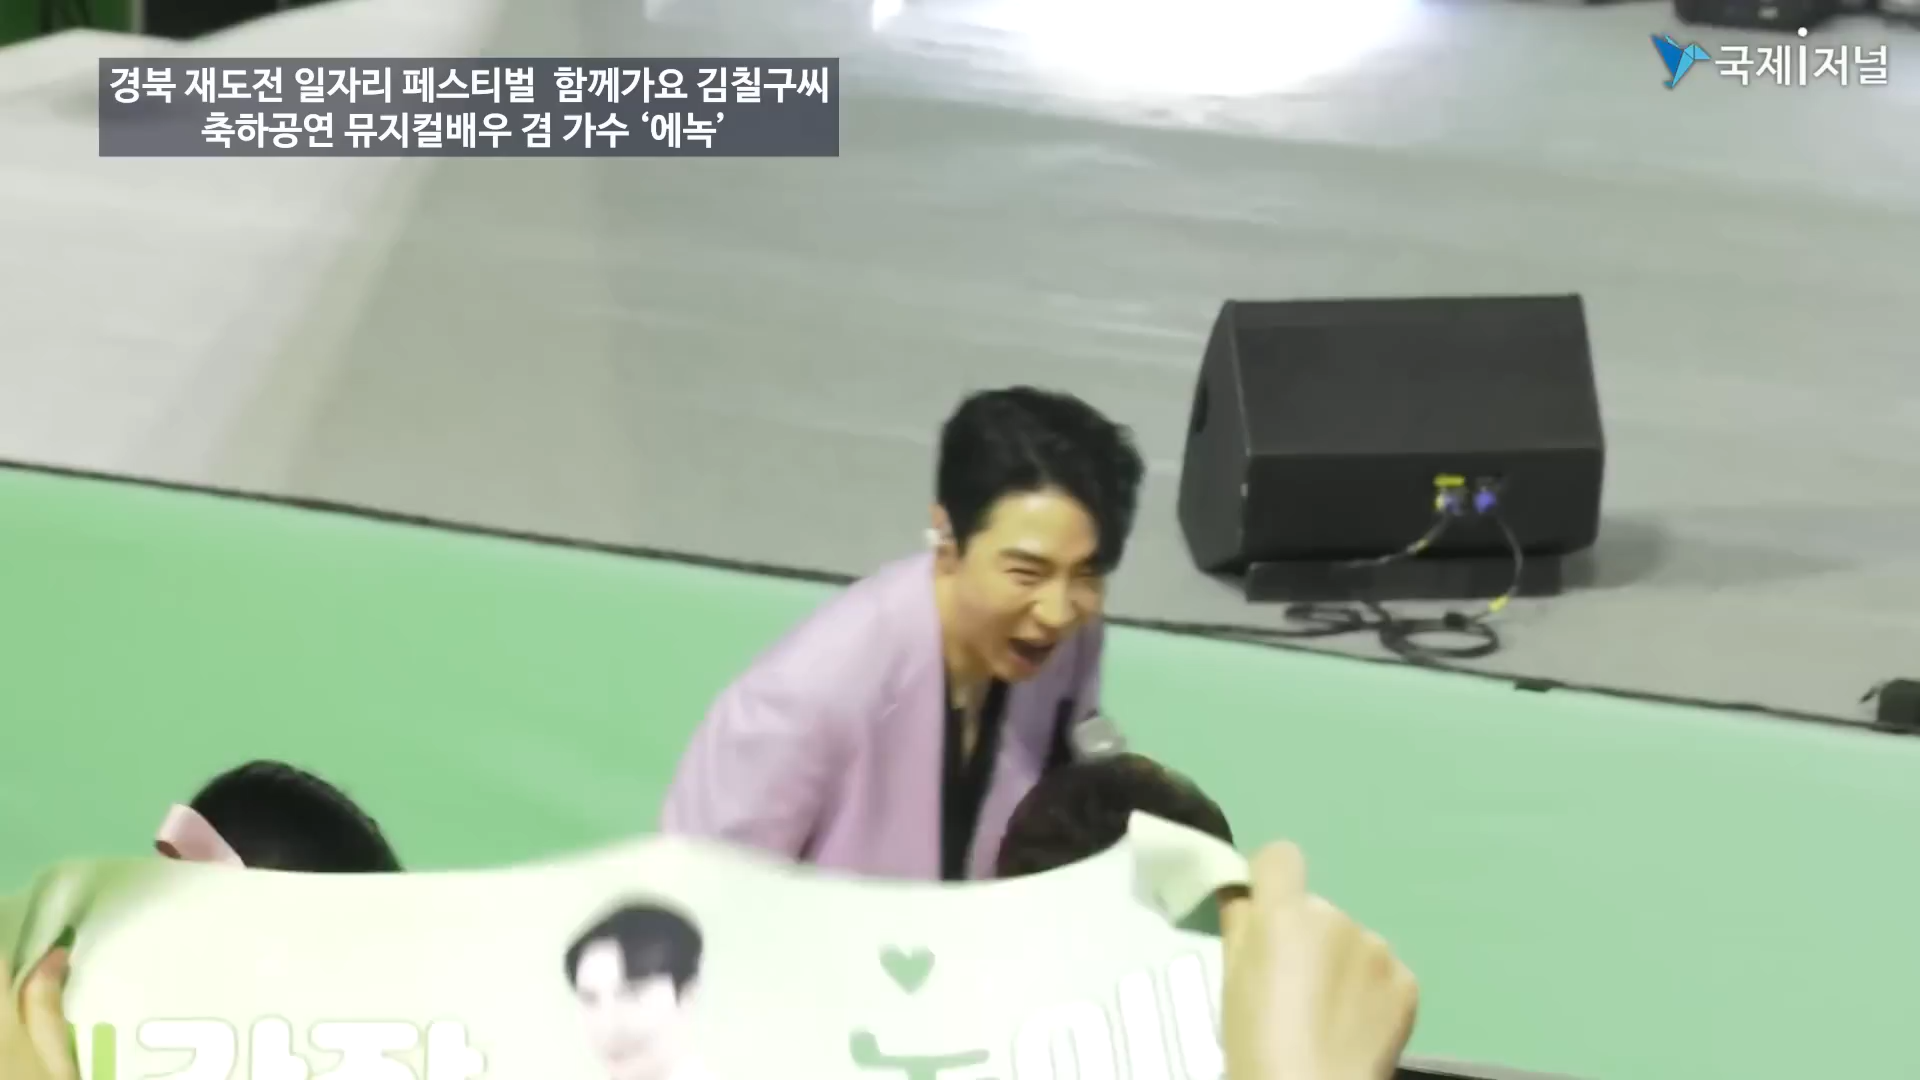 경북 재도전 일자리 페스티벌 함께가요 김칠구씨
축하공연 뮤지컬배우 겸 가수 ‘에녹’
국제i저널